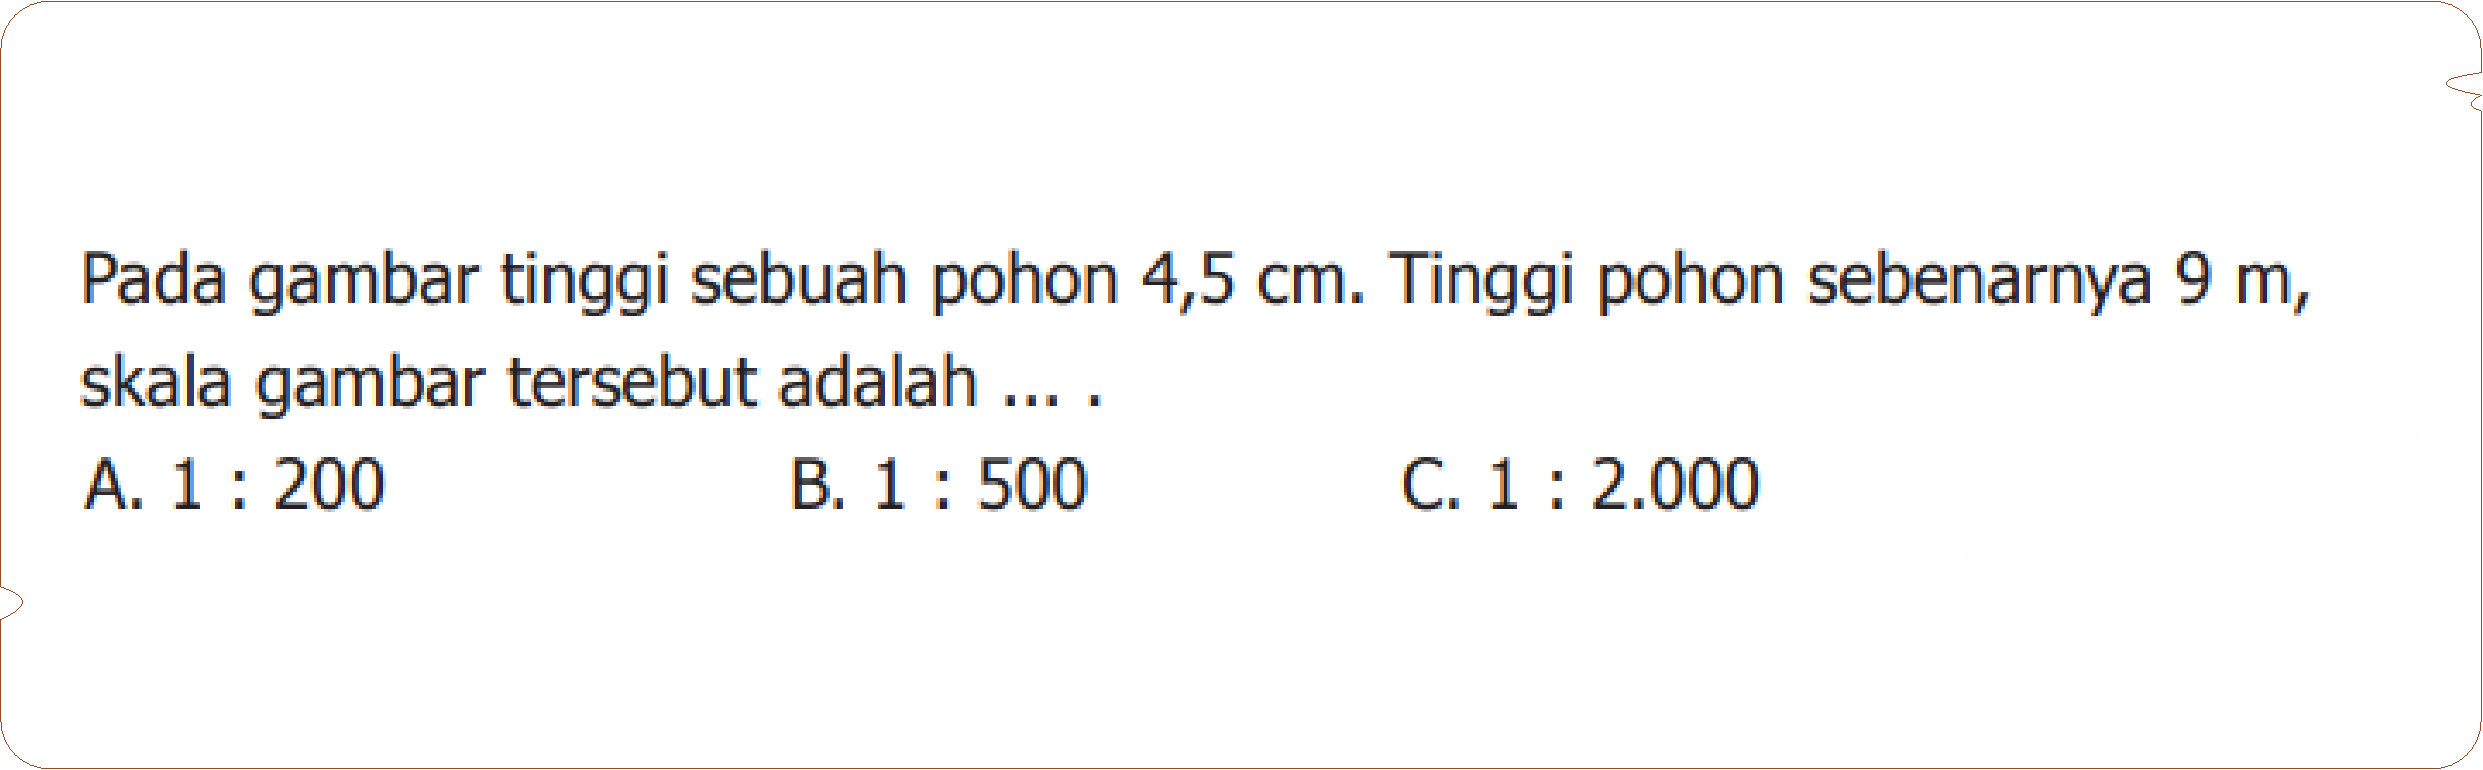 Pada gambar tinggi sebuah pohon 4,5 cm. Tinggi pohon sebenarnya 9 m,
skala gambar tersebut adalah ... .
A. 1 : 200 B. 1 : 500 C. 1 : 2.000